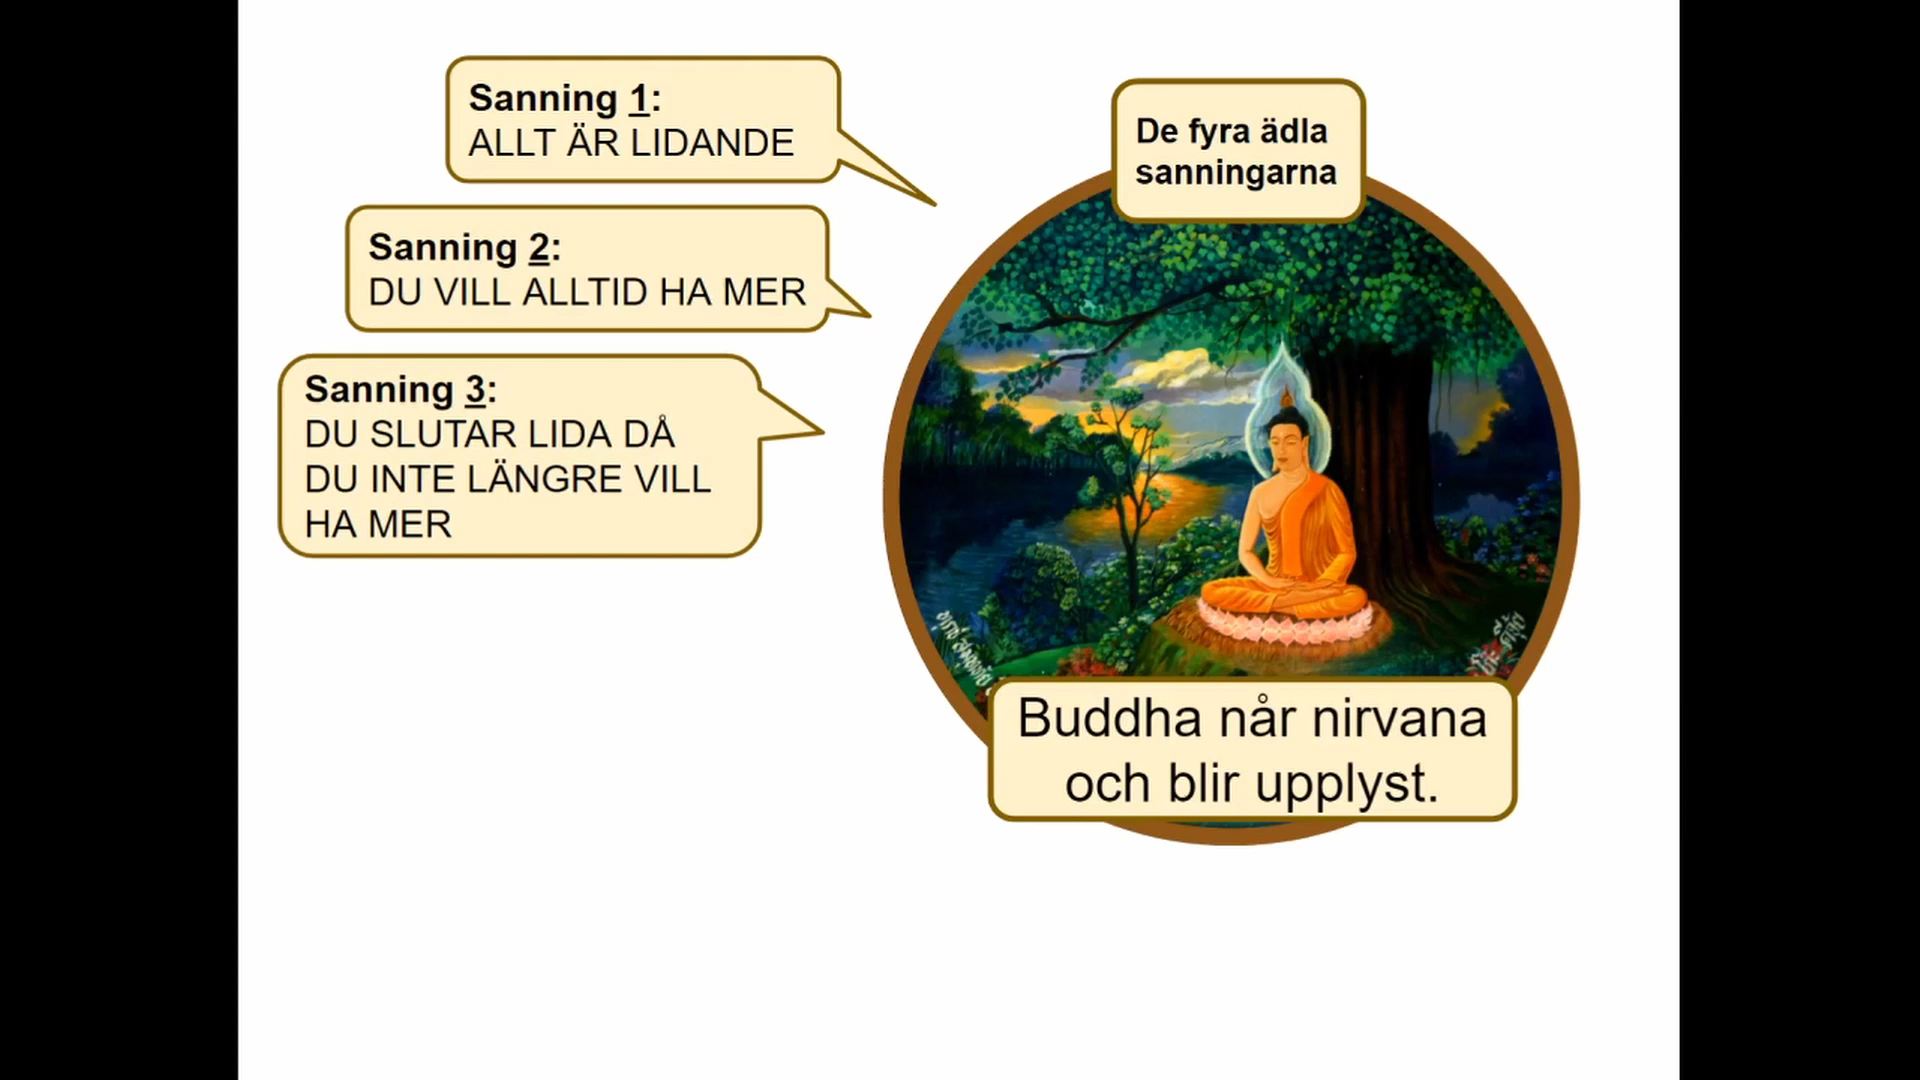 Sanning 1:
ALLT ÄR LIDANDE
Sanning 2:
DU VILL ALLTID HA MER
Sanning 3:
DU SLUTAR LIDA DÅ
DU INTE LÄNGRE VILL
HA MER
De fyra ädla
sanningarna
Buddha når nirvana
och blir upplyst.